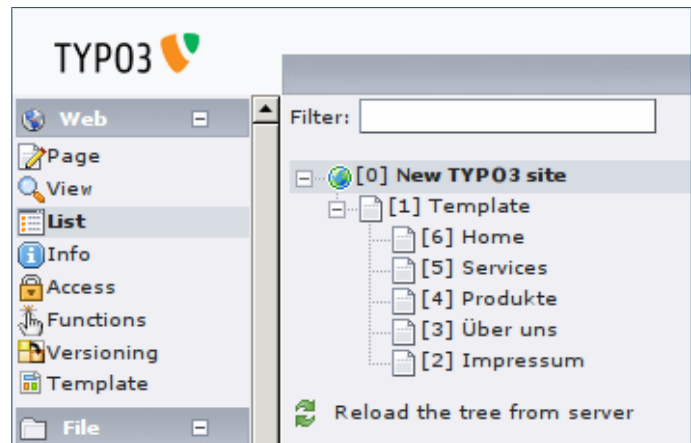 TYPO3
Web
Page
View
List
Info
Access
Functions
Versioning
Template
File
Filter:
[0] New TYPO3 site
[1] Template
[6] Home
[5] Services
[4] Produkte
[3] Über uns
[2] Impressum
Reload the tree from server